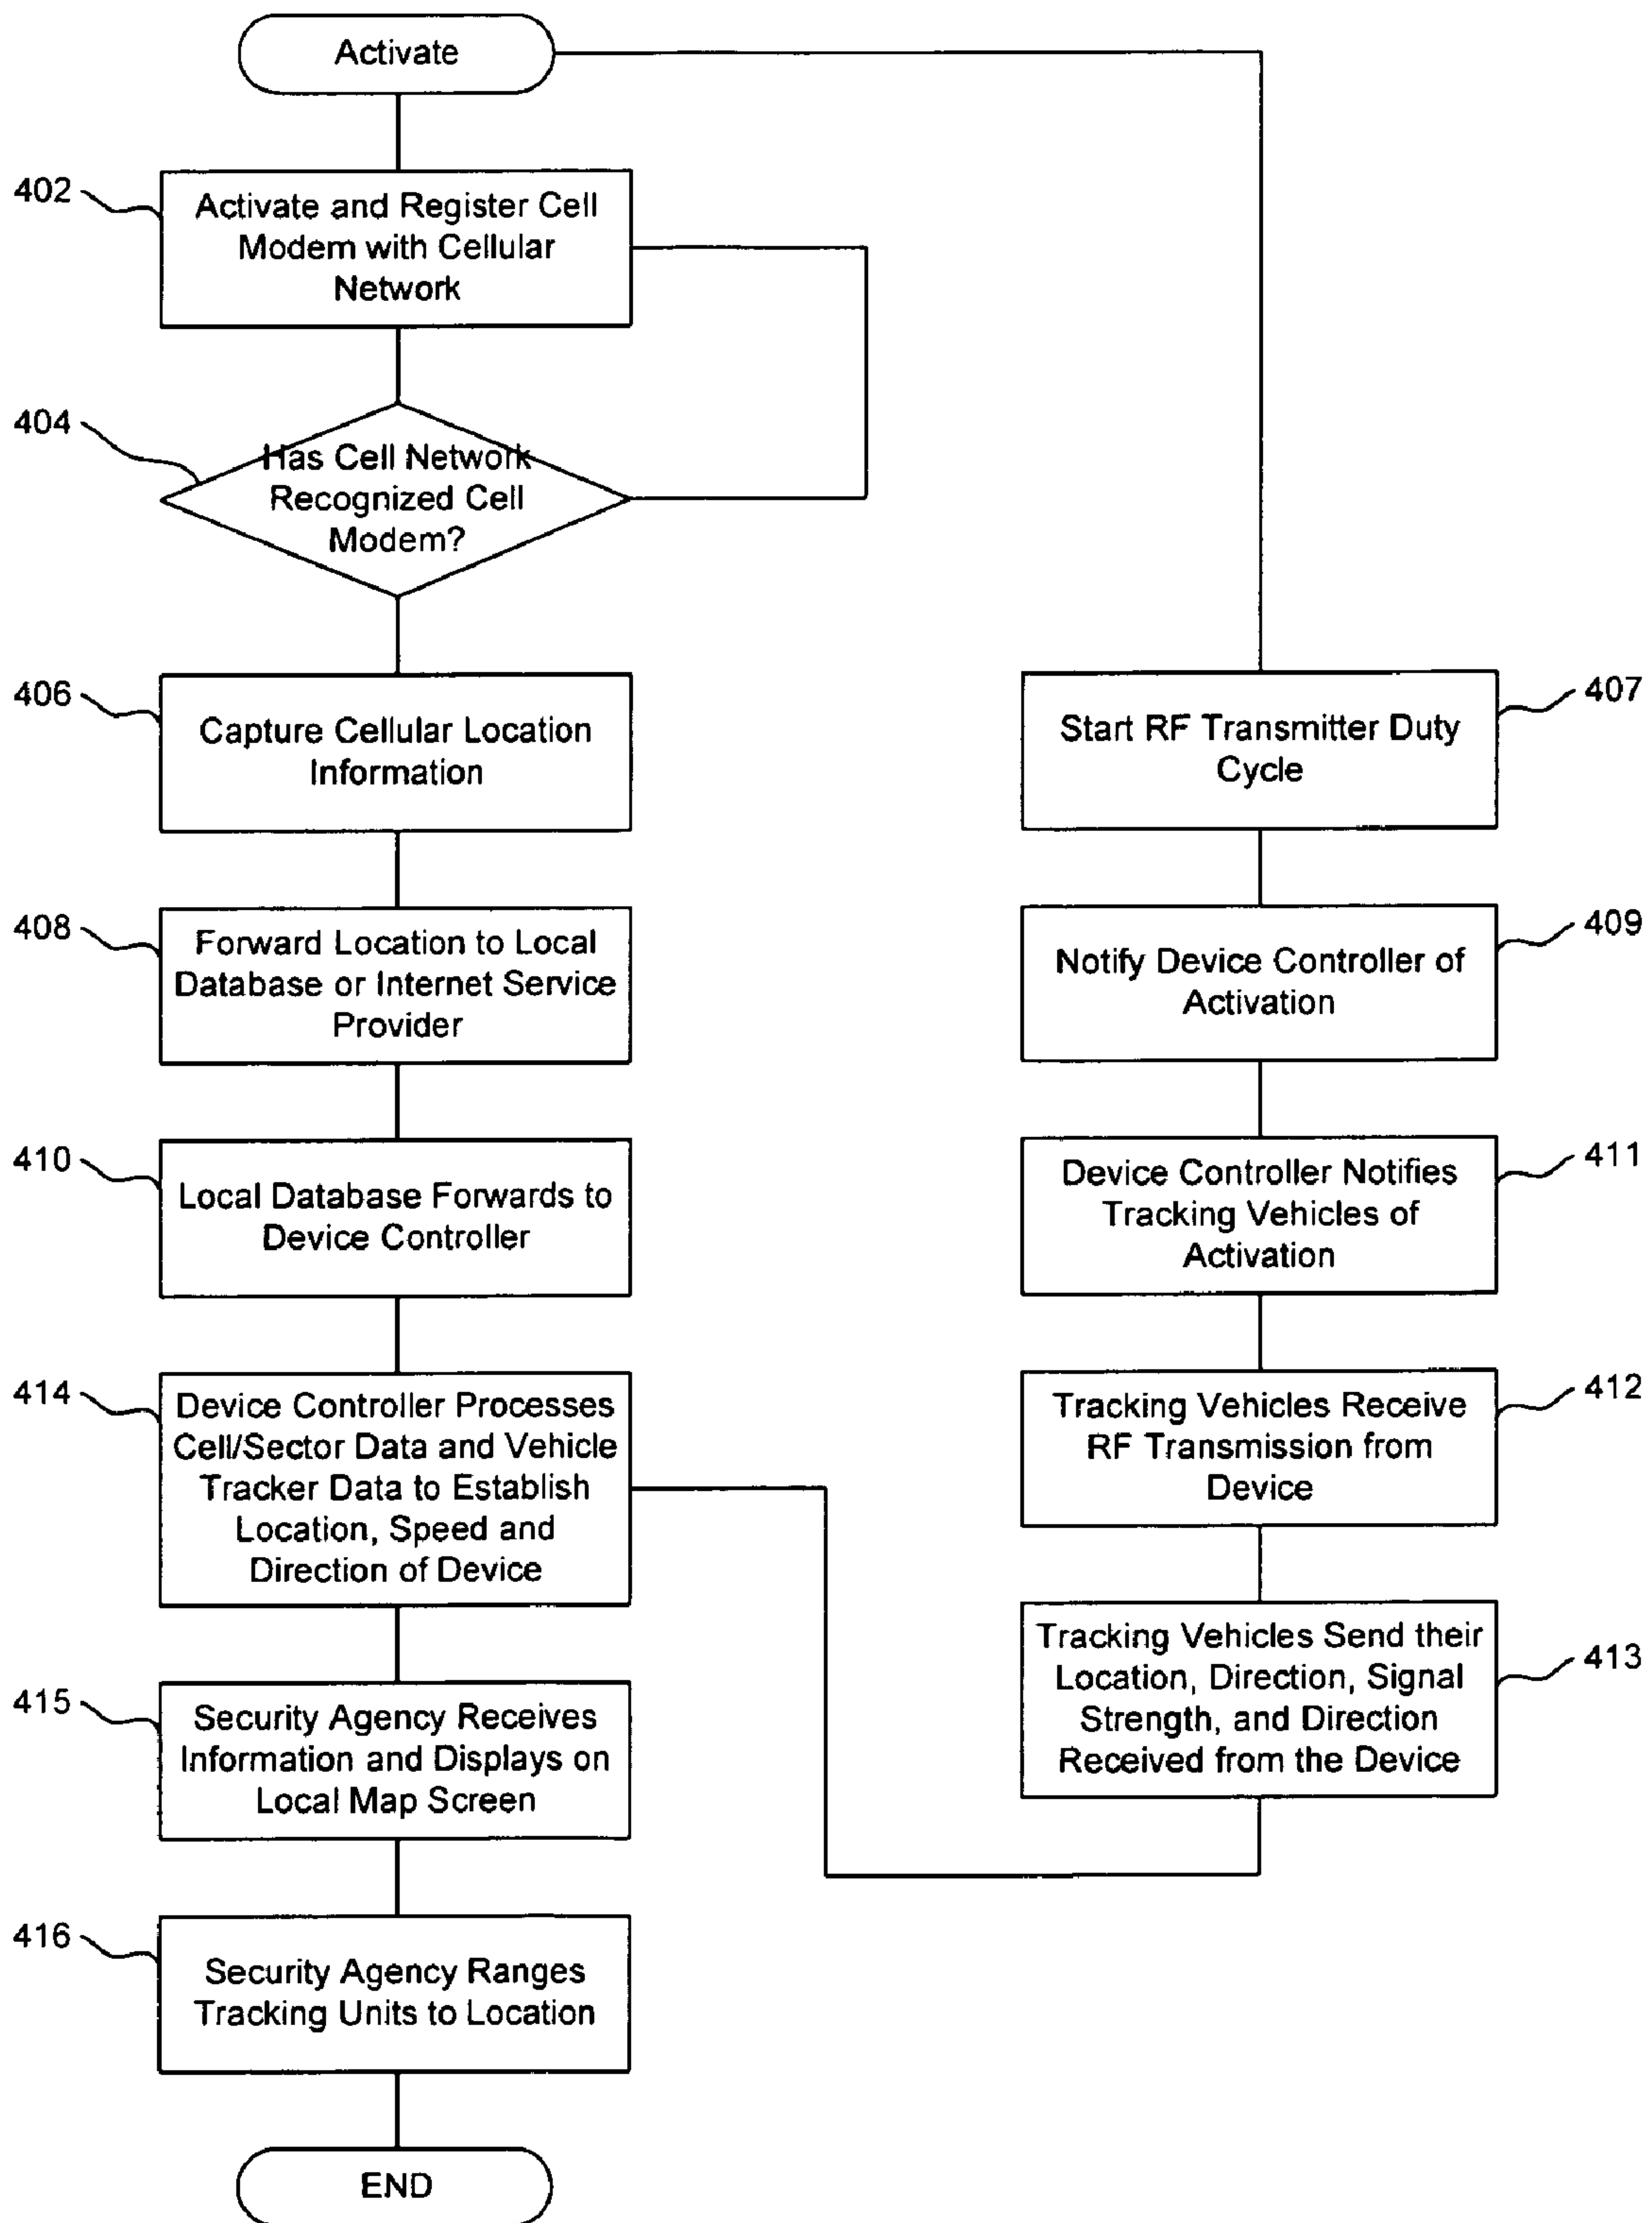 Activate
402
Activate and Register Cell
Modem with Cellular
Network
404
Has Cell Network
Recognized Cell
Modem?
406
Capture Cellular Location
Information
408
Forward Location to Local
Database or Internet Service
Provider
410
Local Database Forwards to
Device Controller
414
Device Controller Processes
Cell/Sector Data and Vehicle
Tracker Data to Establish
Location, Speed and
Direction of Device
415
Security Agency Receives
Information and Displays on
Local Map Screen
416
Security Agency Ranges
Tracking Units to Location
END
407
Start RF Transmitter Duty
Cycle
409
Notify Device Controller of
Activation
411
Device Controller Notifies
Tracking Vehicles of
Activation
412
Tracking Vehicles Receive
RF Transmission from
Device
413
Tracking Vehicles Send their
Location, Direction, Signal
Strength, and Direction
Received from the Device